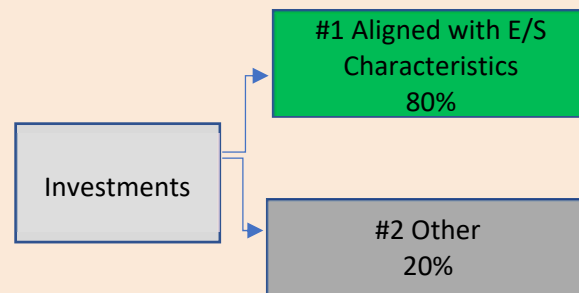 #1 Aligned with E/S
Characteristics
80%
Investments
#2 Other
20%